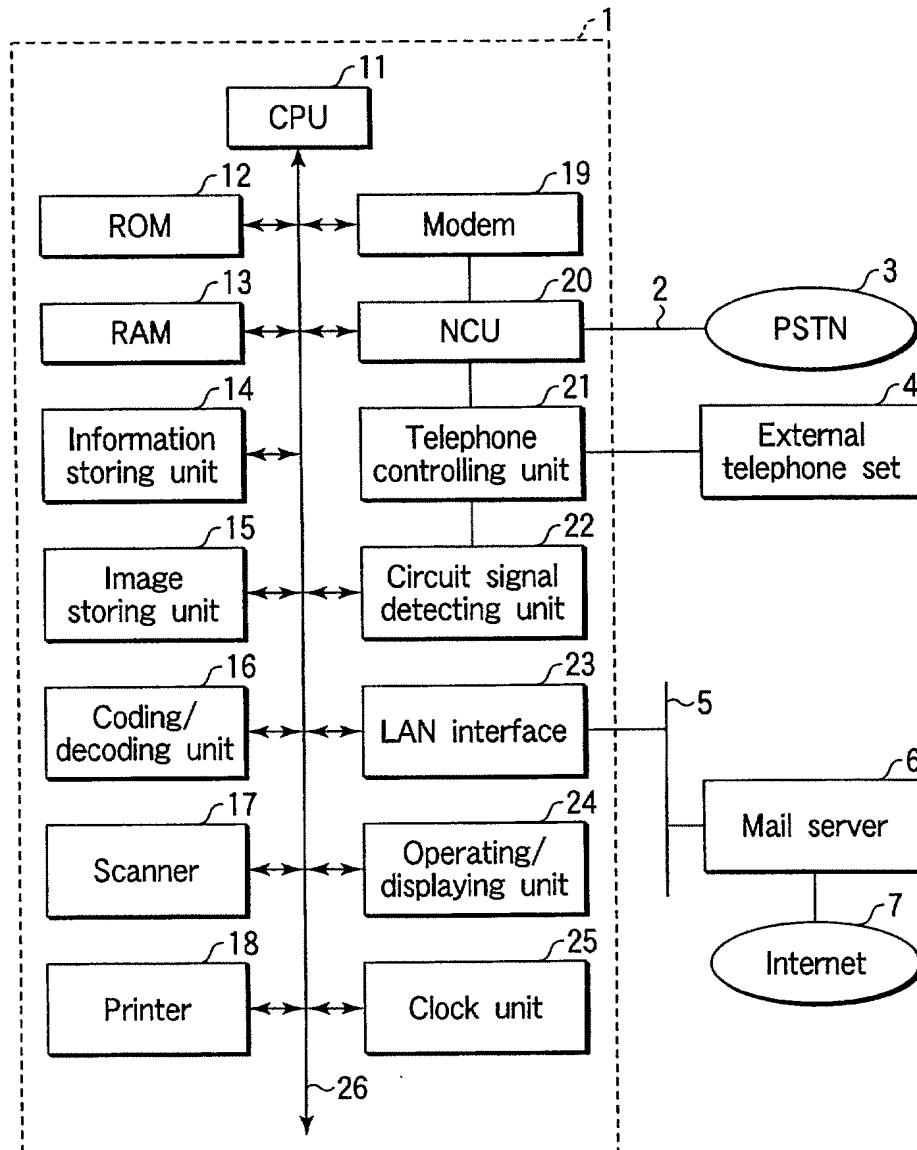 1
11
CPU
12
ROM
19
Modem
13
RAM
20
NCU
2
3
PSTN
14
Information
storing unit
21
Telephone
controlling unit
4
External
telephone set
15
Image
storing unit
22
Circuit signal
detecting unit
16
Coding/
decoding unit
23
LAN interface
5
6
Mail server
17
Scanner
24
Operating/
displaying unit
7
Internet
18
Printer
25
Clock unit
26